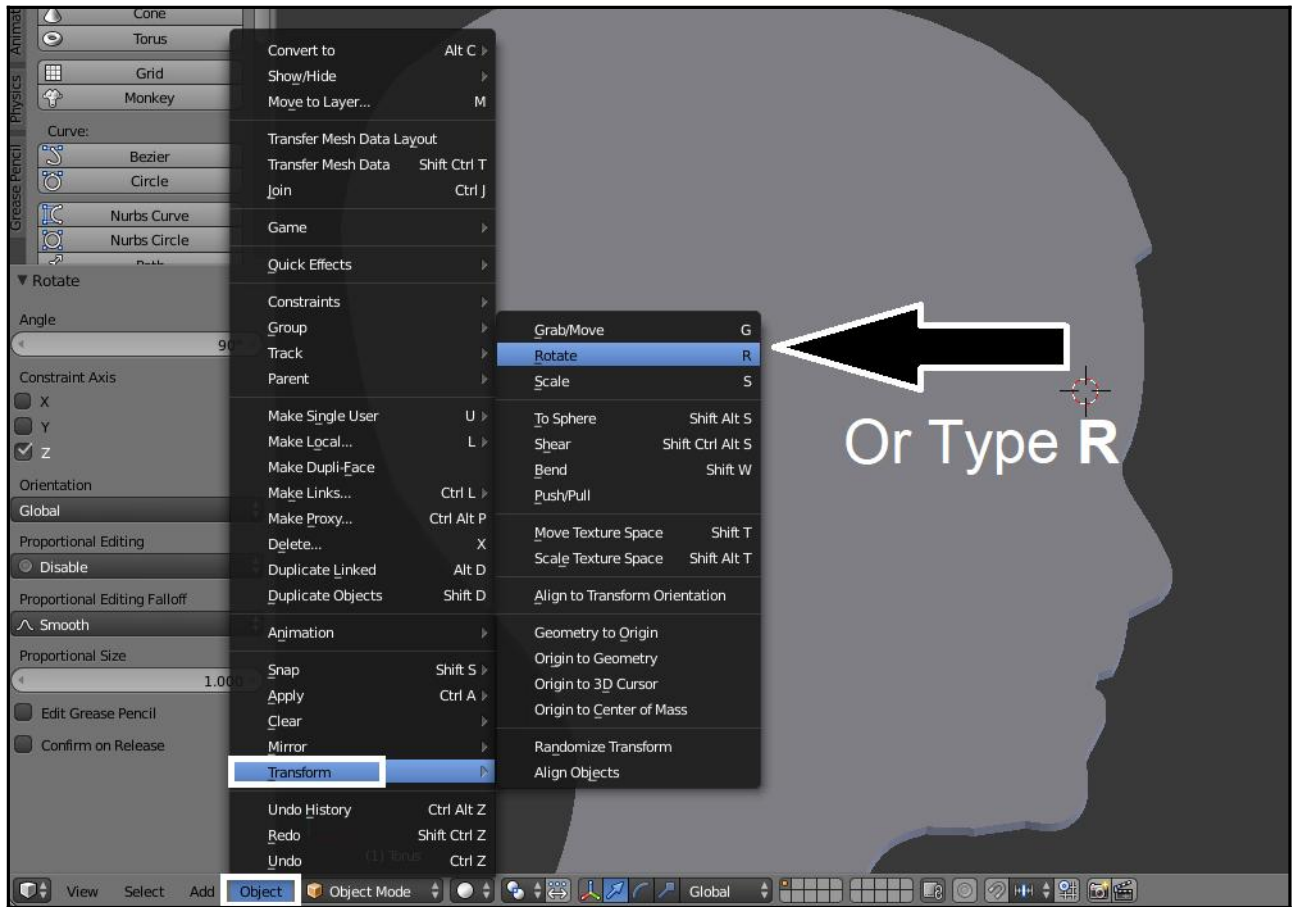 Animat
Physics
Grease Pencil
Cone
Torus
Grid
Monkey
Curve:
Bezier
Circle
Nurbs Curve
Nurbs Circle
Path
Rotate
Angle
90°
Constraint Axis
X
Y
Z
Orientation
Global
Proportional Editing
Disable
Proportional Editing Falloff
Smooth
Proportional Size
1.000
Edit Grease Pencil
Confirm on Release
Convert to Alt C
Show/Hide
Move to Layer... M
Transfer Mesh Data Layout
Transfer Mesh Data Shift Ctrl T
Join Ctrl J
Game
Quick Effects
Constraints
Group
Track
Parent
Make Single User U
Make Local... L
Make Dupli-Face
Make Links... Ctrl L
Make Proxy... Ctrl Alt P
Delete... X
Duplicate Linked Alt D
Duplicate Objects Shift D
Animation
Snap Shift S
Apply Ctrl A
Clear
Mirror
Transform
Undo History Ctrl Alt Z
Redo Shift Ctrl Z
Undo Ctrl Z
(1) Torus
Grab/Move G
Rotate R
Scale S
To Sphere Shift Alt S
Shear Shift Ctrl Alt S
Bend Shift W
Push/Pull
Move Texture Space Shift T
Scale Texture Space Shift Alt T
Align to Transform Orientation
Geometry to Origin
Origin to Geometry
Origin to 3D Cursor
Origin to Center of Mass
Randomize Transform
Align Objects
Or Type R
View Select Add Object Object Mode Global